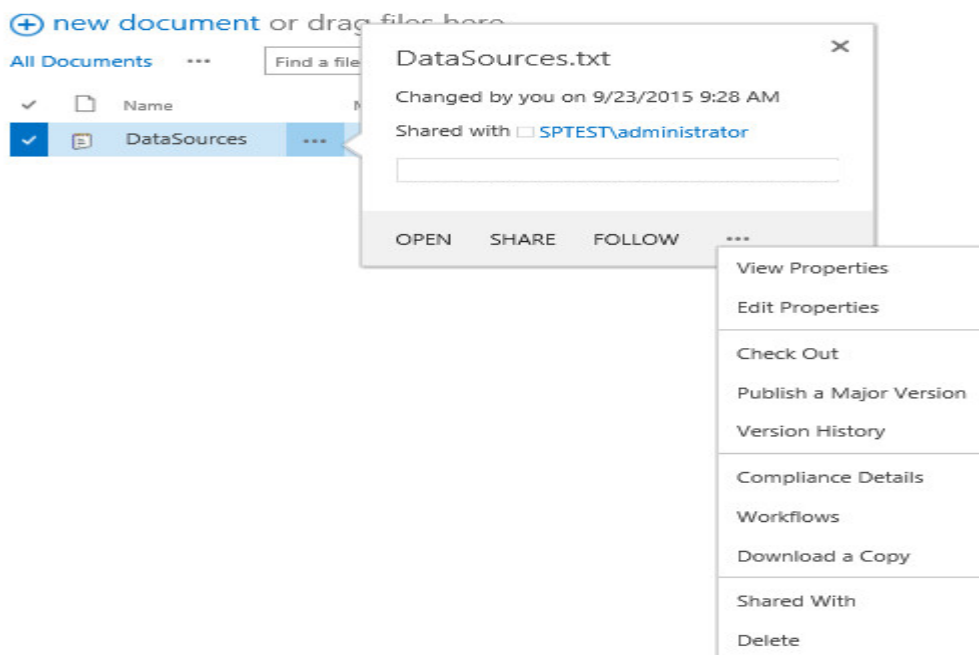 new document or drag files here
All Documents ...
Find a file
Name
DataSources ...
DataSources.txt
Changed by you on 9/23/2015 9:28 AM
Shared with SPTEST\administrator
OPEN SHARE FOLLOW ...
View Properties
Edit Properties
Check Out
Publish a Major Version
Version History
Compliance Details
Workflows
Download a Copy
Shared With
Delete